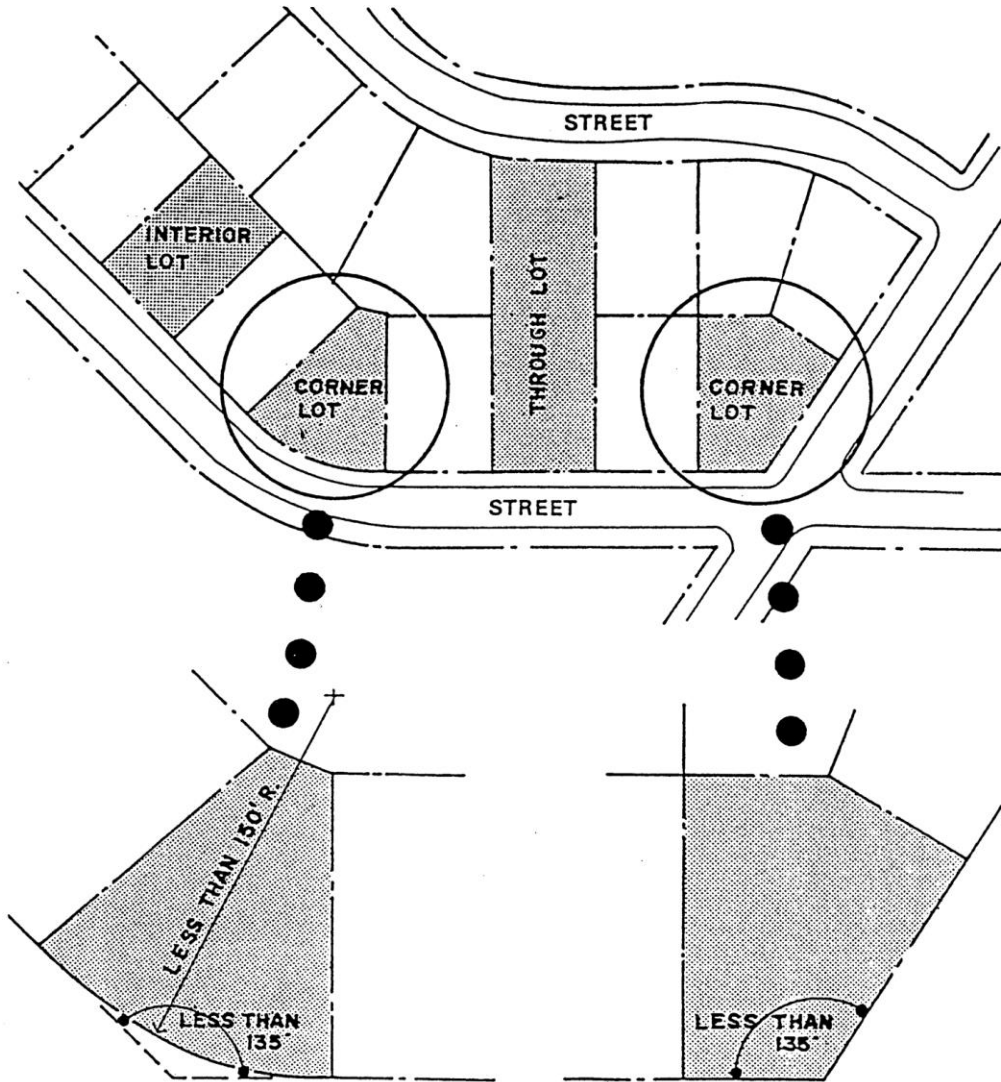 STREET
INTERIOR
LOT
THROUGH LOT
CORNER
LOT
CORNER
LOT
STREET
LESS THAN 150' R.
LESS THAN
135°
LESS THAN
135°